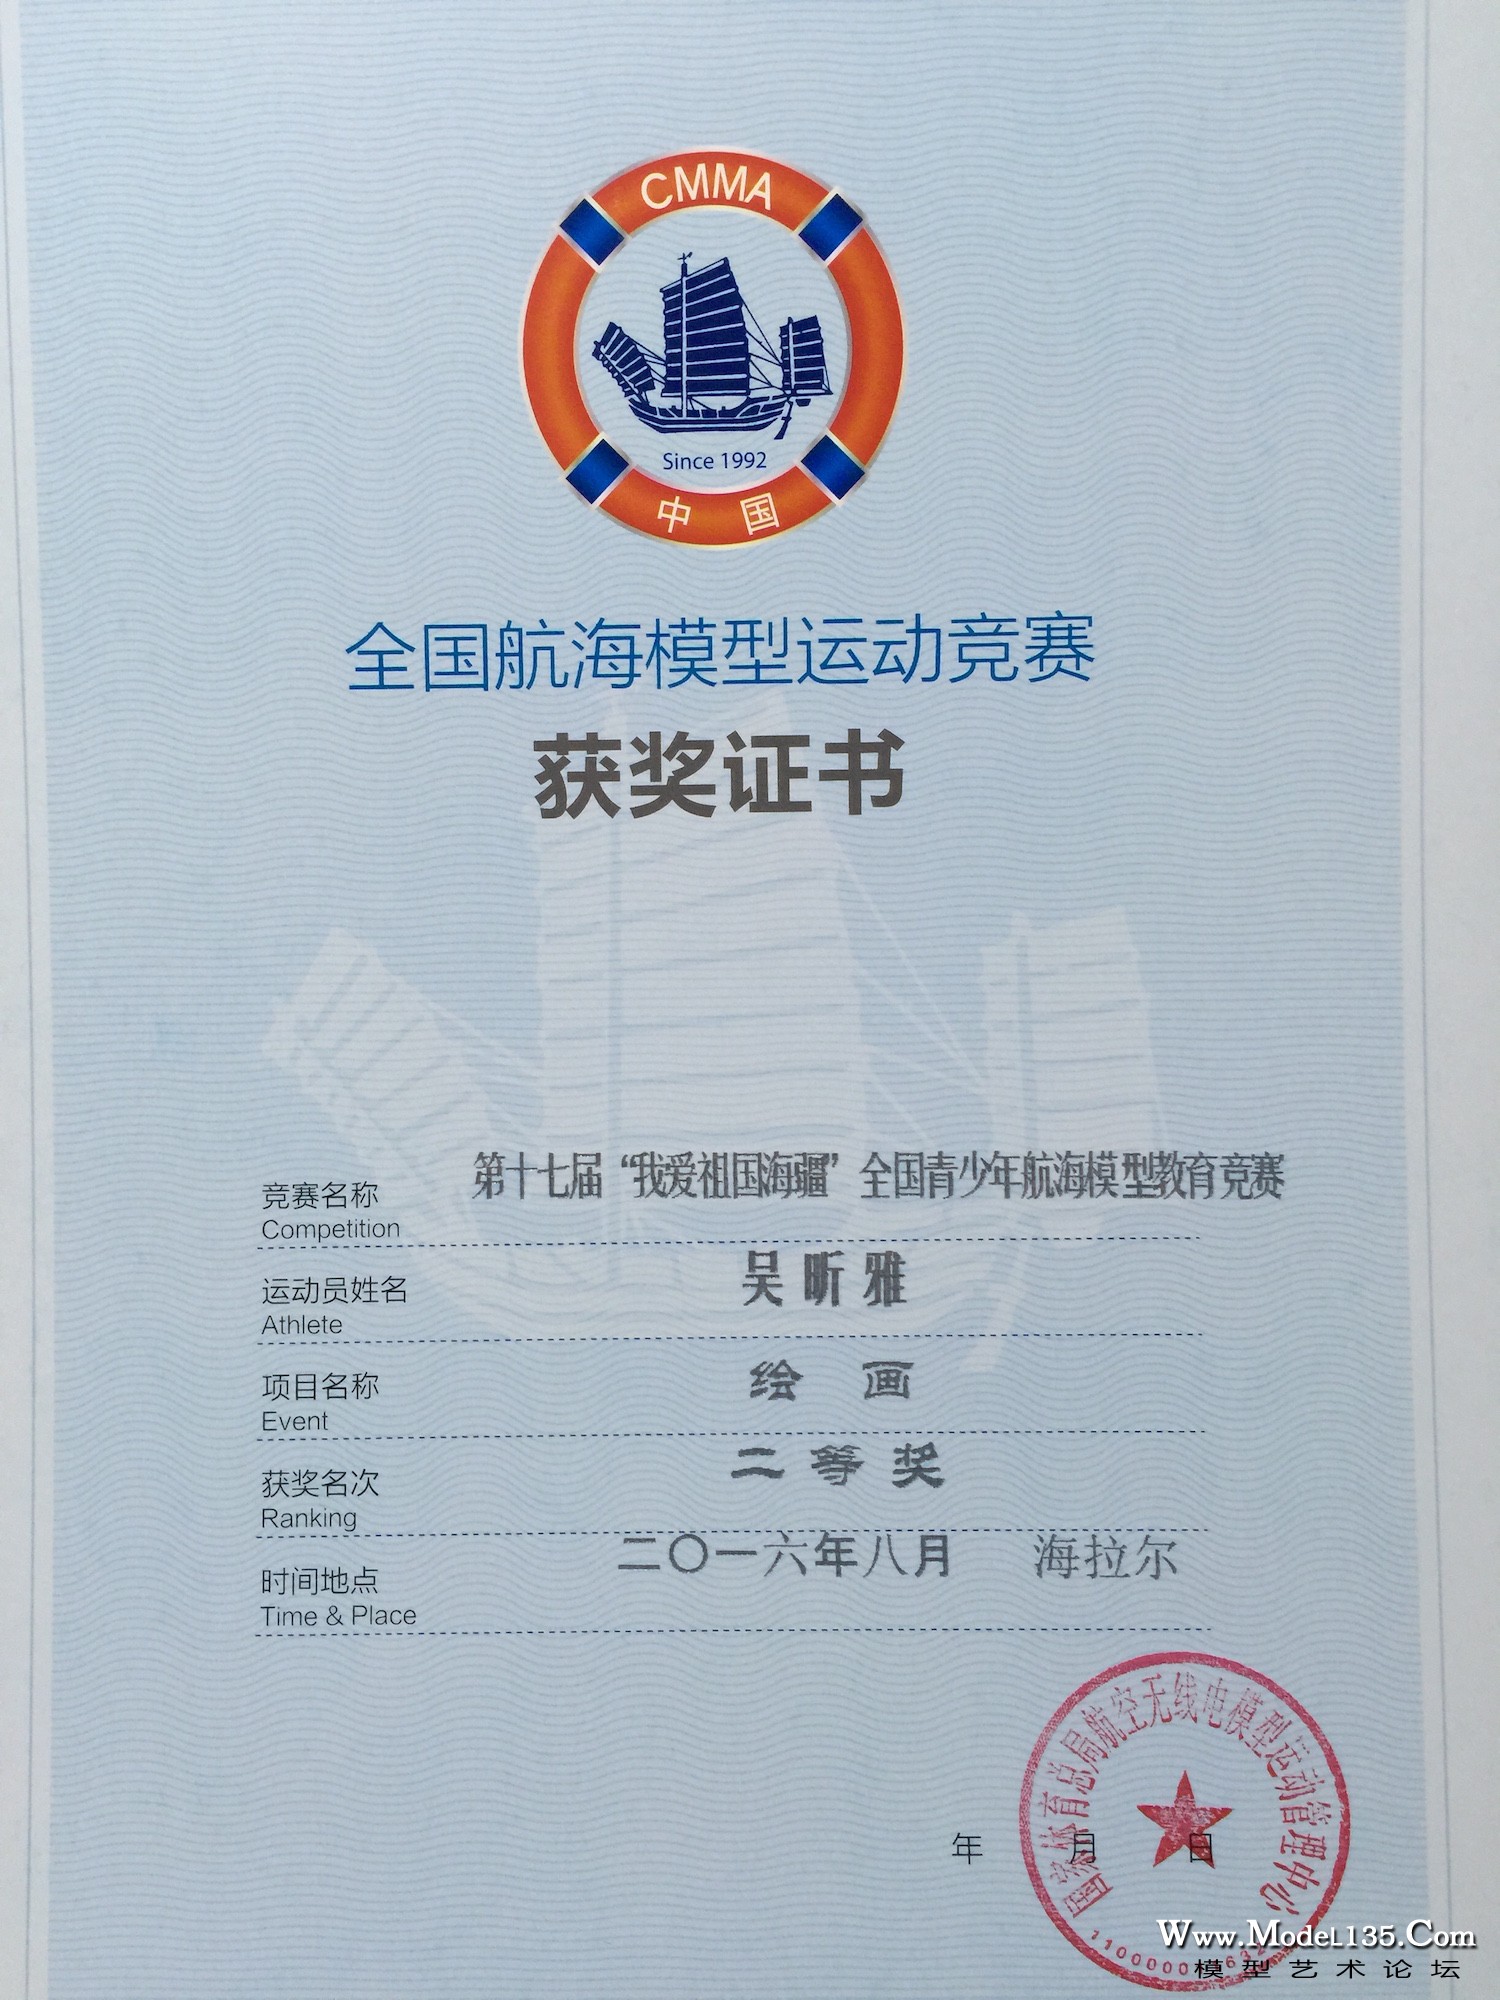 CMMA
Since 1992
中国
全国航海模型运动竞赛
获奖证书
第十七届“我爱祖国海疆”全国青少年航海模型教育竞赛
竞赛名称
Competition
吴昕雅
运动员姓名
Athlete
绘 画
项目名称
Event
二等奖
获奖名次
Ranking
二〇一六年八月 海拉尔
时间地点
Time & Place
国家体育总局航空无线电模型运动管理中心
年 月 日
Www.Model135.Com
模型艺术论坛